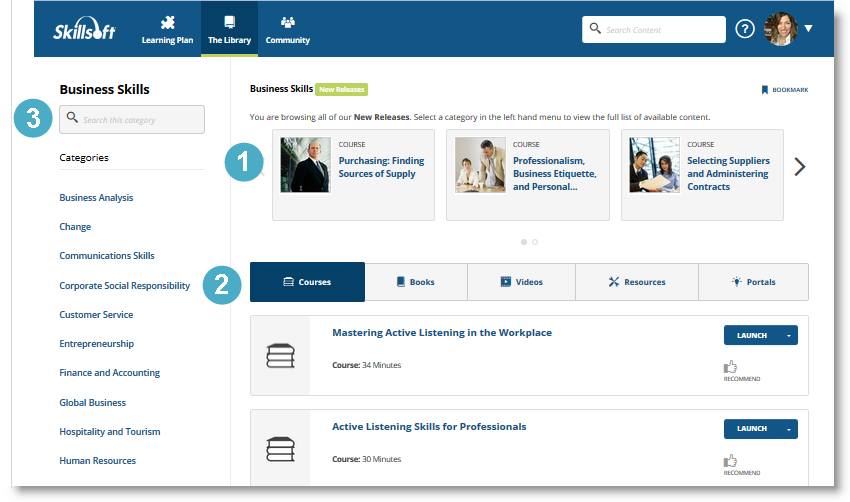 Skillsoft
Learning Plan
The Library
Community
Search Content
?
Business Skills
3
Search this category
Categories
Business Analysis
Change
Communications Skills
Corporate Social Responsibility
Customer Service
Entrepreneurship
Finance and Accounting
Global Business
Hospitality and Tourism
Human Resources
Business Skills New Releases
BOOKMARK
You are browsing all of our New Releases. Select a category in the left hand menu to view the full list of available content.
1
COURSE
Purchasing: Finding
Sources of Supply
COURSE
Professionalism,
Business Etiquette,
and Personal...
COURSE
Selecting Suppliers
and Administering
Contracts
2
Courses
Books
Videos
Resources
Portals
Mastering Active Listening in the Workplace
Course: 34 Minutes
LAUNCH
RECOMMEND
Active Listening Skills for Professionals
Course: 30 Minutes
LAUNCH
RECOMMEND